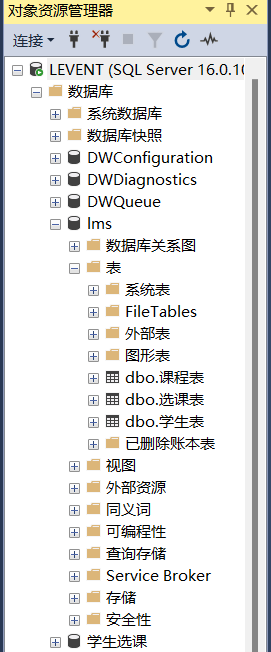 对象资源管理器
连接
LEVENT (SQL Server 16.0.10
数据库
系统数据库
数据库快照
DWConfiguration
DWDiagnostics
DWQueue
lms
数据库关系图
表
系统表
FileTables
外部表
图形表
dbo.课程表
dbo.选课表
dbo.学生表
已删除账本表
视图
外部资源
同义词
可编程性
查询存储
Service Broker
存储
安全性
学生选课